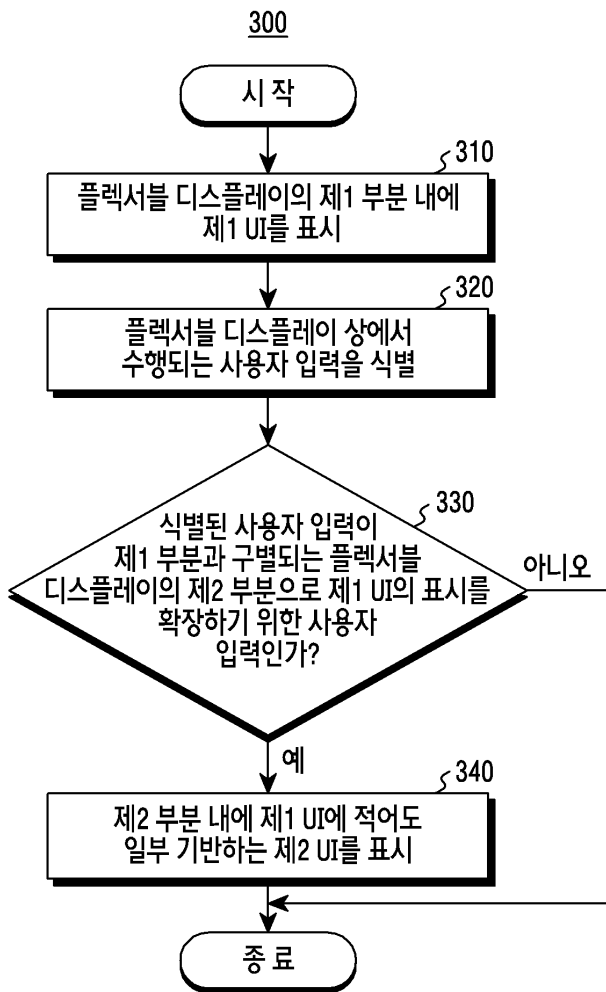 300
시 작
310
플렉서블 디스플레이의 제1 부분 내에
제1 UI를 표시
320
플렉서블 디스플레이 상에서
수행되는 사용자 입력을 식별
330
식별된 사용자 입력이
제1 부분과 구별되는 플렉서블
디스플레이의 제2 부분으로 제1 UI의 표시를
확장하기 위한 사용자
입력인가?
아니오
예
340
제2 부분 내에 제1 UI에 적어도
일부 기반하는 제2 UI를 표시
종 료